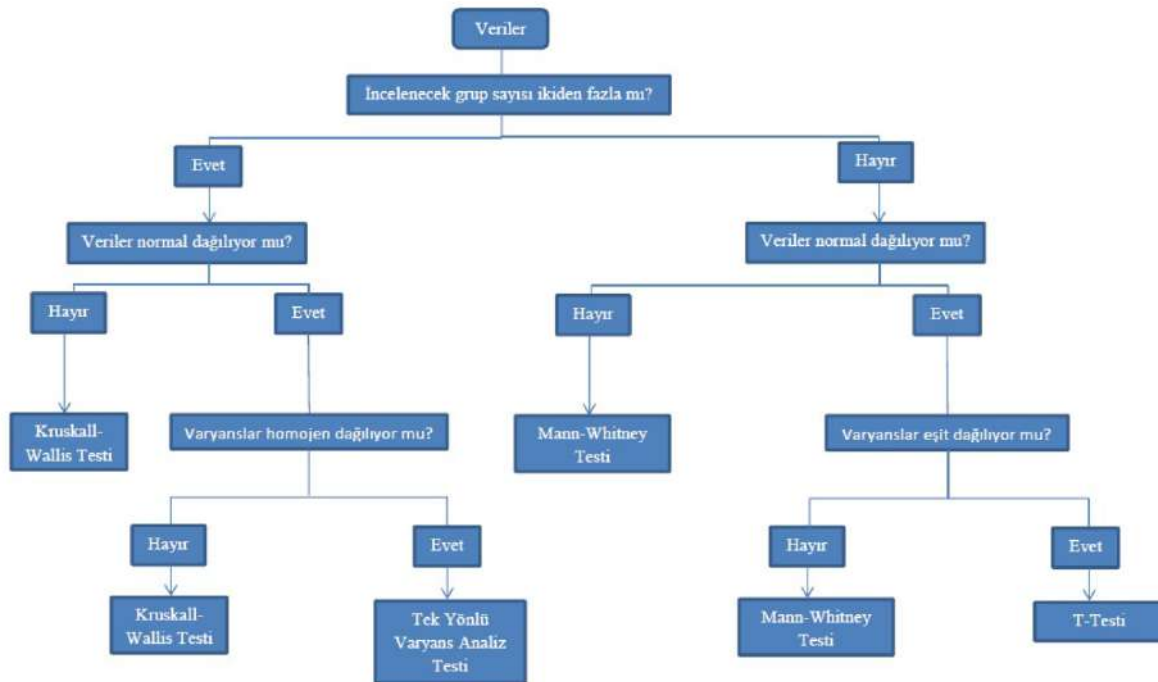 Veriler
İncelenecek grup sayısı ikiden fazla mı?
Evet
Hayır
Veriler normal dağılıyor mu?
Veriler normal dağılıyor mu?
Hayır
Evet
Hayır
Evet
Kruskall-
Wallis Testi
Varyanslar homojen dağılıyor mu?
Mann-Whitney
Testi
Varyanslar eşit dağılıyor mu?
Hayır
Evet
Hayır
Evet
Kruskall-
Wallis Testi
Tek Yönlü
Varyans Analiz
Testi
Mann-Whitney
Testi
T-Testi